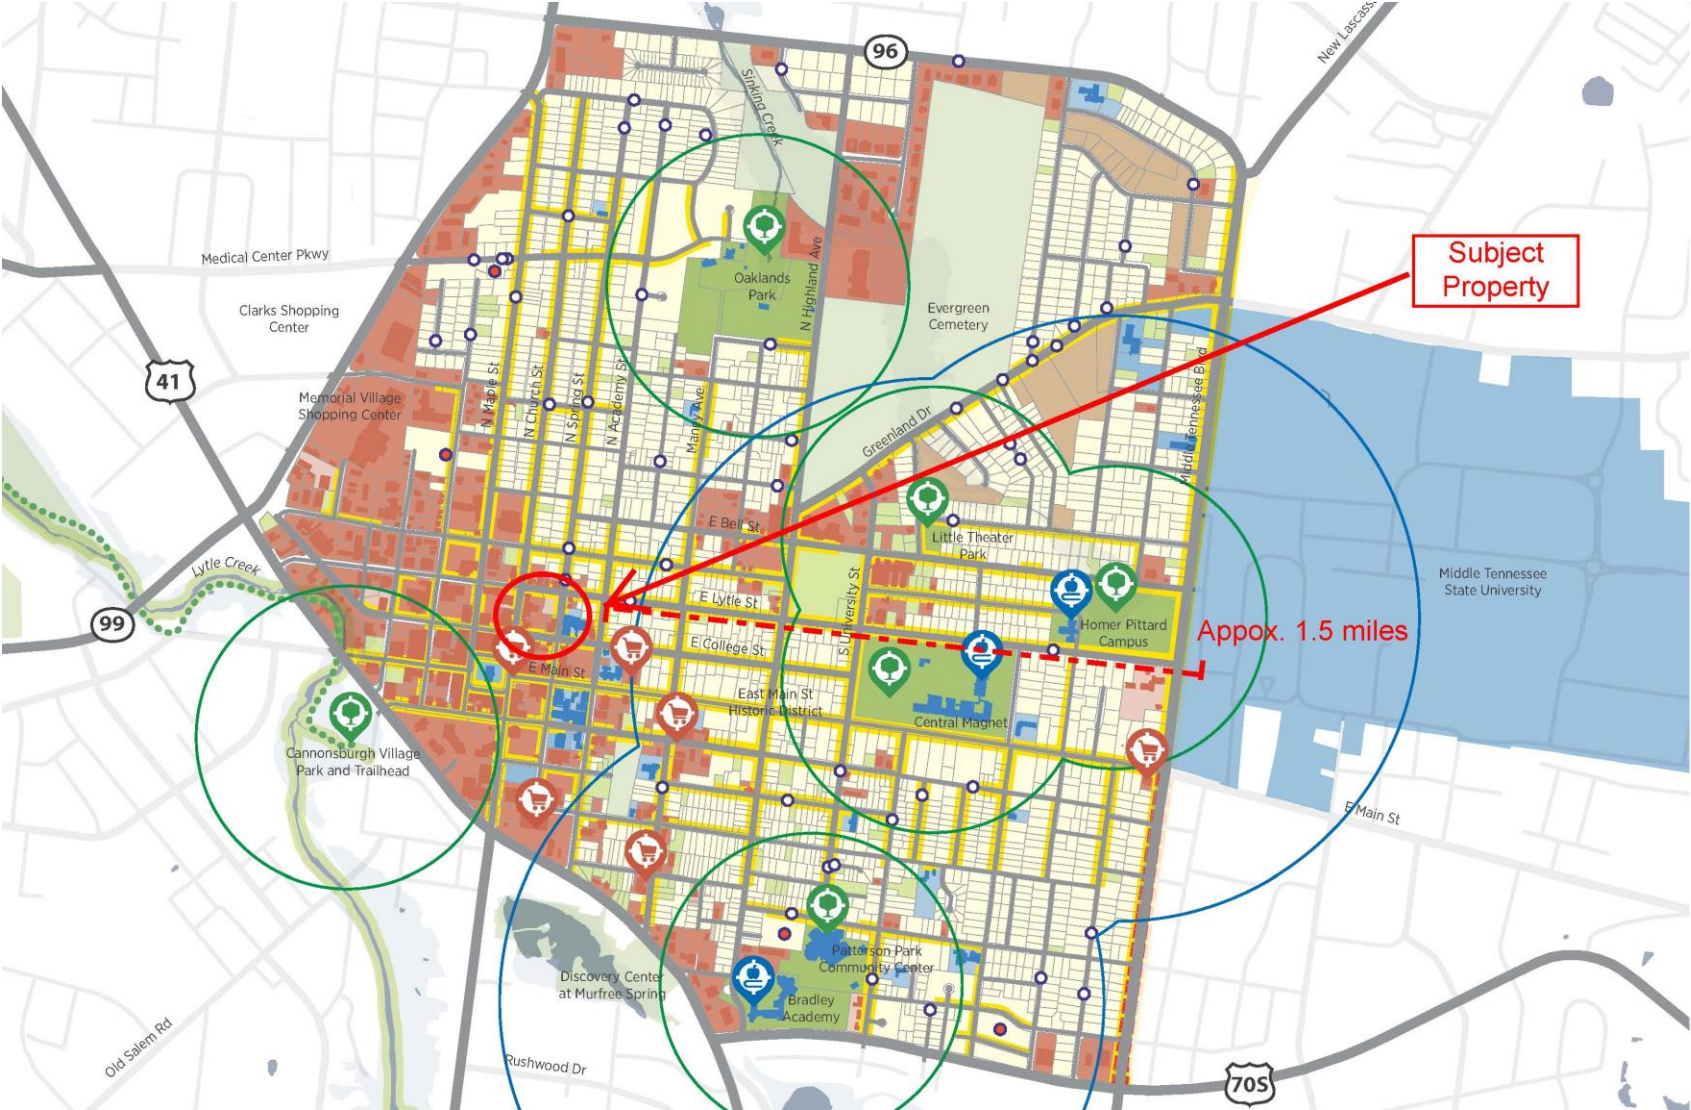 96
New Lascass
Sinking Creek
Subject
Property
Medical Center Pkwy
Oaklands
Park
N Highland Ave
Clarks Shopping
Center
Evergreen
Cemetery
41
Memorial Village
Shopping Center
N Maple St
N Church St
N Spring St
N Academy St
Maney Ave
Greenland Dr
Middle Tennessee Blvd
E Bell St
Little Theater
Park
Lytle Creek
99
E Lytle St
S University St
Homer Pittard
Campus
Middle Tennessee
State University
Appox. 1.5 miles
E College St
E Main St
East Main St
Historic District
Central Magnet
Cannonsburgh Village
Park and Trailhead
E Main St
Patterson Park
Community Center
Discovery Center
at Murfree Spring
Bradley
Academy
Old Salem Rd
Rushwood Dr
70S